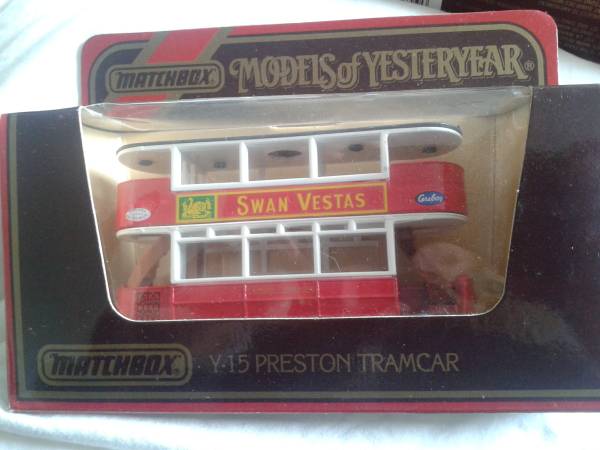 MATCHBOX
MODELS of YESTERYEAR®
SWAN VESTAS
MATCHBOX
Y-15 PRESTON TRAMCAR